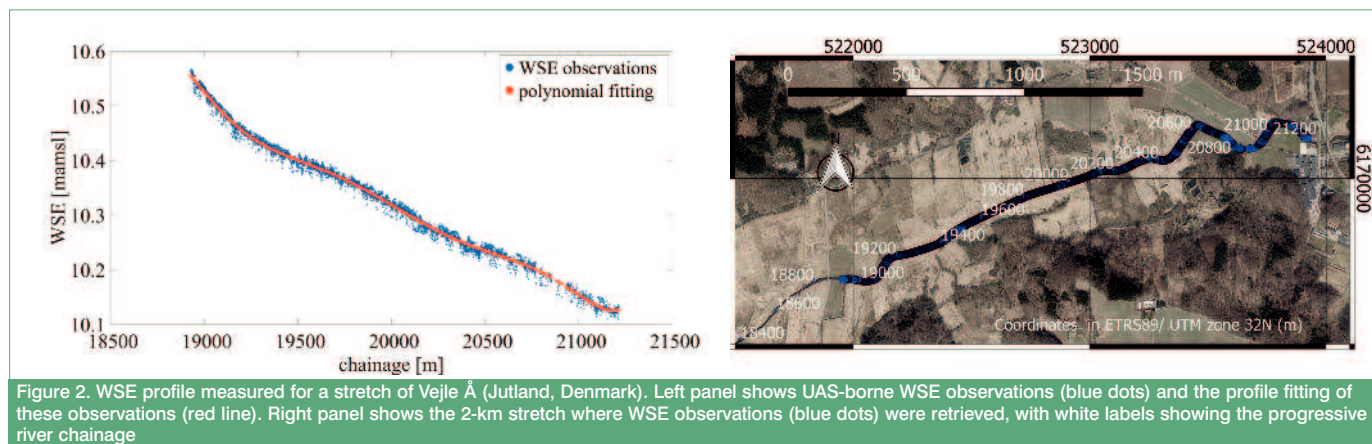 10.6
10.5
10.4
10.3
10.2
10.1
WSE [mamsl]
18500 19000 19500 20000 20500 21000 21500
chainage [m]
WSE observations
polynomial fitting
522000 523000 524000
0 500 1000 1500 m
N
20600 21000 21200
20800
20400
20200
20000
19800
19600
19400
19200
19000
18800
18600
18400
6170000
Coordinates in ETRS89/ UTM zone 32N (m)
Figure 2. WSE profile measured for a stretch of Vejle Å (Jutland, Denmark). Left panel shows UAS-borne WSE observations (blue dots) and the profile fitting of
these observations (red line). Right panel shows the 2-km stretch where WSE observations (blue dots) were retrieved, with white labels showing the progressive
river chainage